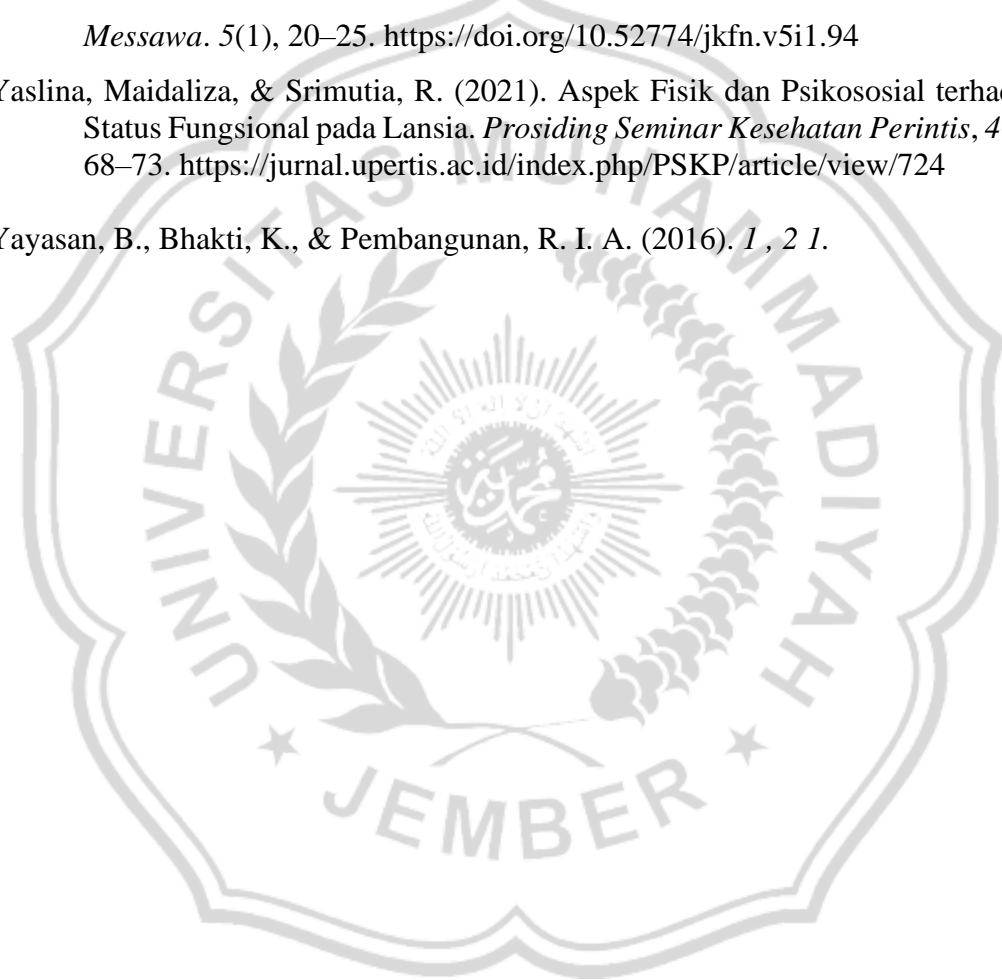 Messawa. 5(1), 20–25. https://doi.org/10.52774/jkfn.v5i1.94
Yaslina, Maidaliza, & Srimutia, R. (2021). Aspek Fisik dan Psikososial terhad
Status Fungsional pada Lansia. Prosiding Seminar Kesehatan Perintis, 4
68–73. https://jurnal.upertis.ac.id/index.php/PSKP/article/view/724
Yayasan, B., Bhakti, K., & Pembangunan, R. I. A. (2016). 1 , 2 1.
UNIVERSITAS MUHAMMADIYAH
JEMBER